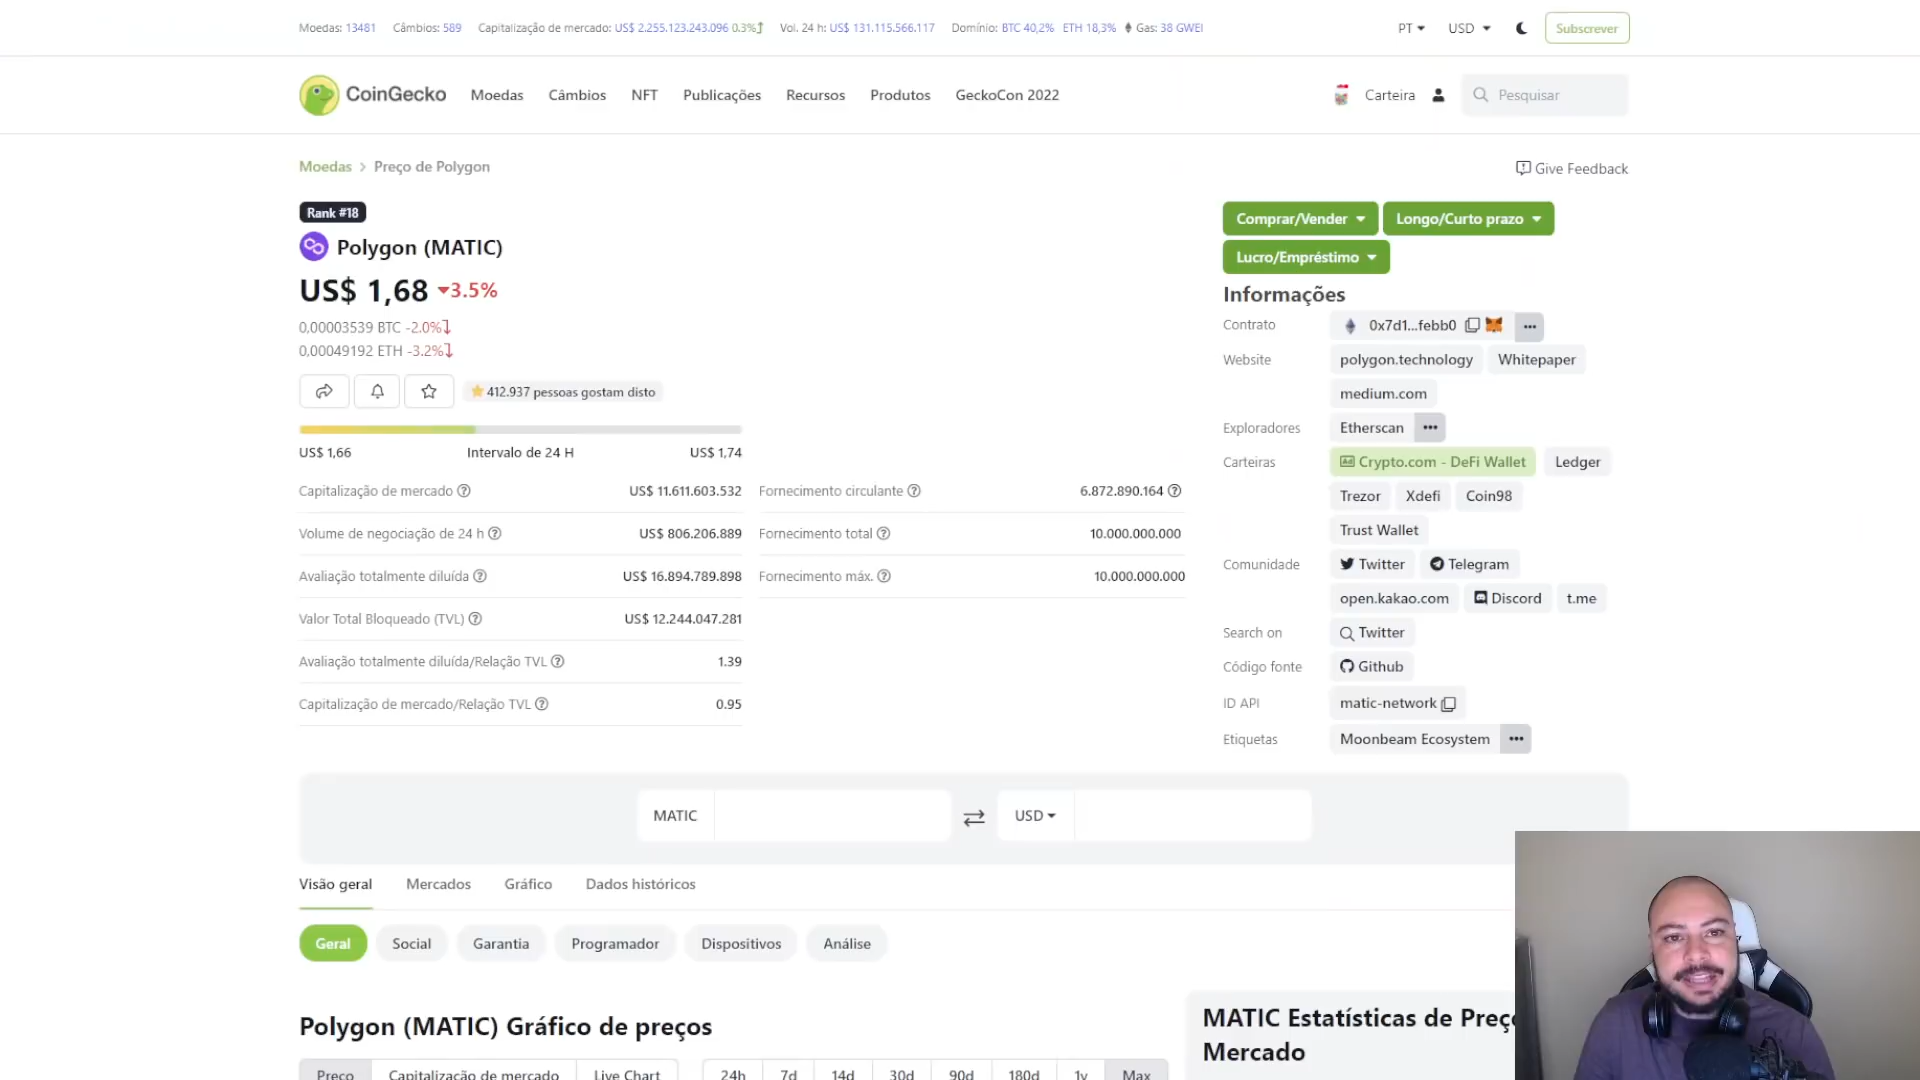 Moedas: 13481 Câmbios: 589 Capitalização de mercado: US$ 2.255.123.243.096 0.3% Vol. 24 h: US$ 131.115.566.117 Domínio: BTC 40,2% ETH 18,3% Gas: 38 GWEI PT USD Subscrever
CoinGecko Moedas Câmbios NFT Publicações Recursos Produtos GeckoCon 2022 Carteira Pesquisar
Moedas > Preço de Polygon
Give Feedback
Rank #18
Polygon (MATIC)
US$ 1,68 3.5%
0,00003539 BTC -2.0%
0,00049192 ETH -3.2%
412.937 pessoas gostam disto
US$ 1,66 Intervalo de 24 H US$ 1,74
Capitalização de mercado US$ 11.611.603.532
Volume de negociação de 24 h US$ 806.206.889
Avaliação totalmente diluída US$ 16.894.789.898
Valor Total Bloqueado (TVL) US$ 12.244.047.281
Avaliação totalmente diluída/Relação TVL 1.39
Capitalização de mercado/Relação TVL 0.95
Fornecimento circulante 6.872.890.164
Fornecimento total 10.000.000.000
Fornecimento máx. 10.000.000.000
Comprar/Vender Longo/Curto prazo
Lucro/Empréstimo
Informações
Contrato 0x7d1...febb0
Website polygon.technology Whitepaper
medium.com
Exploradores Etherscan
Carteiras Crypto.com - DeFi Wallet Ledger
Trezor Xdefi Coin98
Trust Wallet
Comunidade Twitter Telegram
open.kakao.com Discord t.me
Search on Twitter
Código fonte Github
ID API matic-network
Etiquetas Moonbeam Ecosystem
MATIC USD
Visão geral Mercados Gráfico Dados históricos
Geral Social Garantia Programador Dispositivos Análise
Polygon (MATIC) Gráfico de preços
Preço Capitalização de mercado Live Chart 24h 7d 14d 30d 90d 180d 1y Max
MATIC Estatísticas de Preço
Mercado